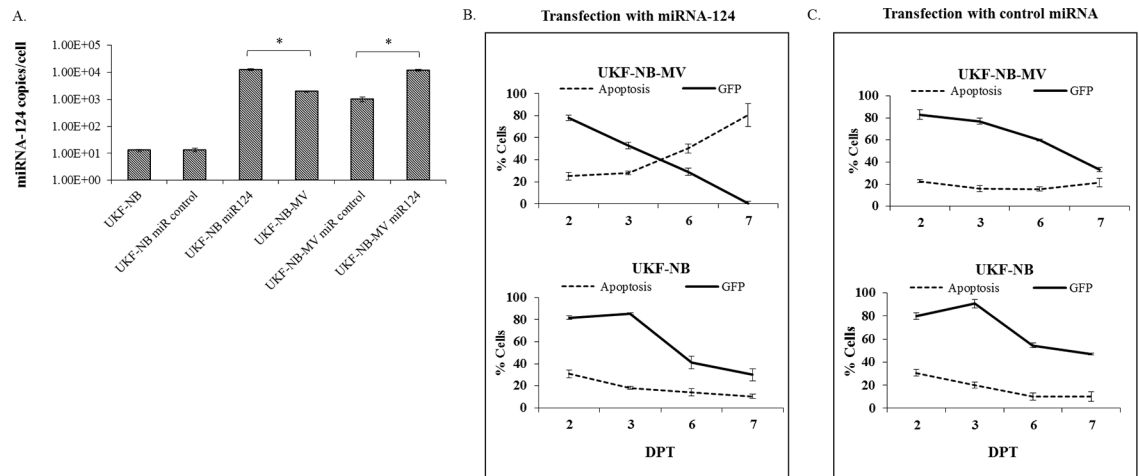 A.
miRNA-124 copies/cell
1.00E+05
1.00E+04
1.00E+03
1.00E+02
1.00E+01
1.00E+00
*
*
UKF-NB
UKF-NB miR control
UKF-NB miR124
UKF-NB-MV
UKF-NB-MV miR control
UKF-NB-MV miR124
B.
Transfection with miRNA-124
UKF-NB-MV
Apoptosis GFP
% Cells
100
80
60
40
20
0
2 3 6 7
UKF-NB
Apoptosis GFP
% Cells
100
80
60
40
20
0
2 3 6 7
DPT
C.
Transfection with control miRNA
UKF-NB-MV
Apoptosis GFP
% Cells
100
80
60
40
20
0
2 3 6 7
UKF-NB
Apoptosis GFP
% Cells
100
80
60
40
20
0
2 3 6 7
DPT